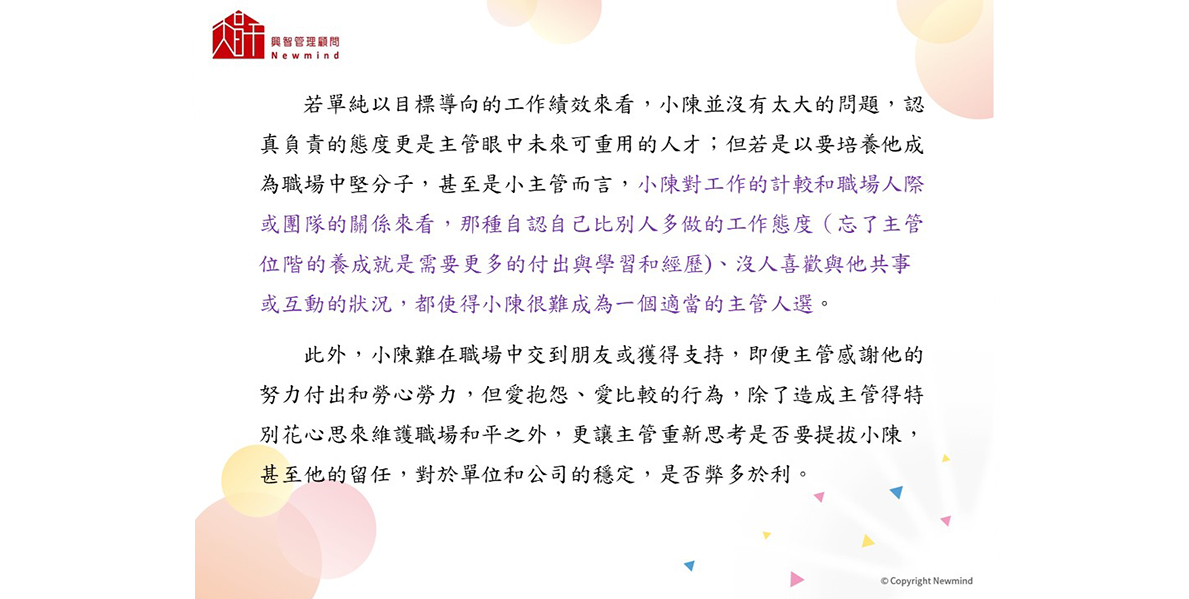 興智管理顧問
Newmind
若單純以目標導向的工作績效來看，小陳並沒有太大的問題，認
真負責的態度更是主管眼中未來可重用的人才；但若是以要培養他成
為職場中堅分子，甚至是小主管而言，小陳對工作的計較和職場人際
或團隊的關係來看，那種自認自己比別人多做的工作態度（忘了主管
位階的養成就是需要更多的付出與學習和經歷)、沒人喜歡與他共事
或互動的狀況，都使得小陳很難成為一個適當的主管人選。
此外，小陳難在職場中交到朋友或獲得支持，即便主管感謝他的
努力付出和勞心勞力，但愛抱怨、愛比較的行為，除了造成主管得特
別花心思來維護職場和平之外，更讓主管重新思考是否要提拔小陳，
甚至他的留任，對於單位和公司的穩定，是否弊多於利。
© Copyright Newmind